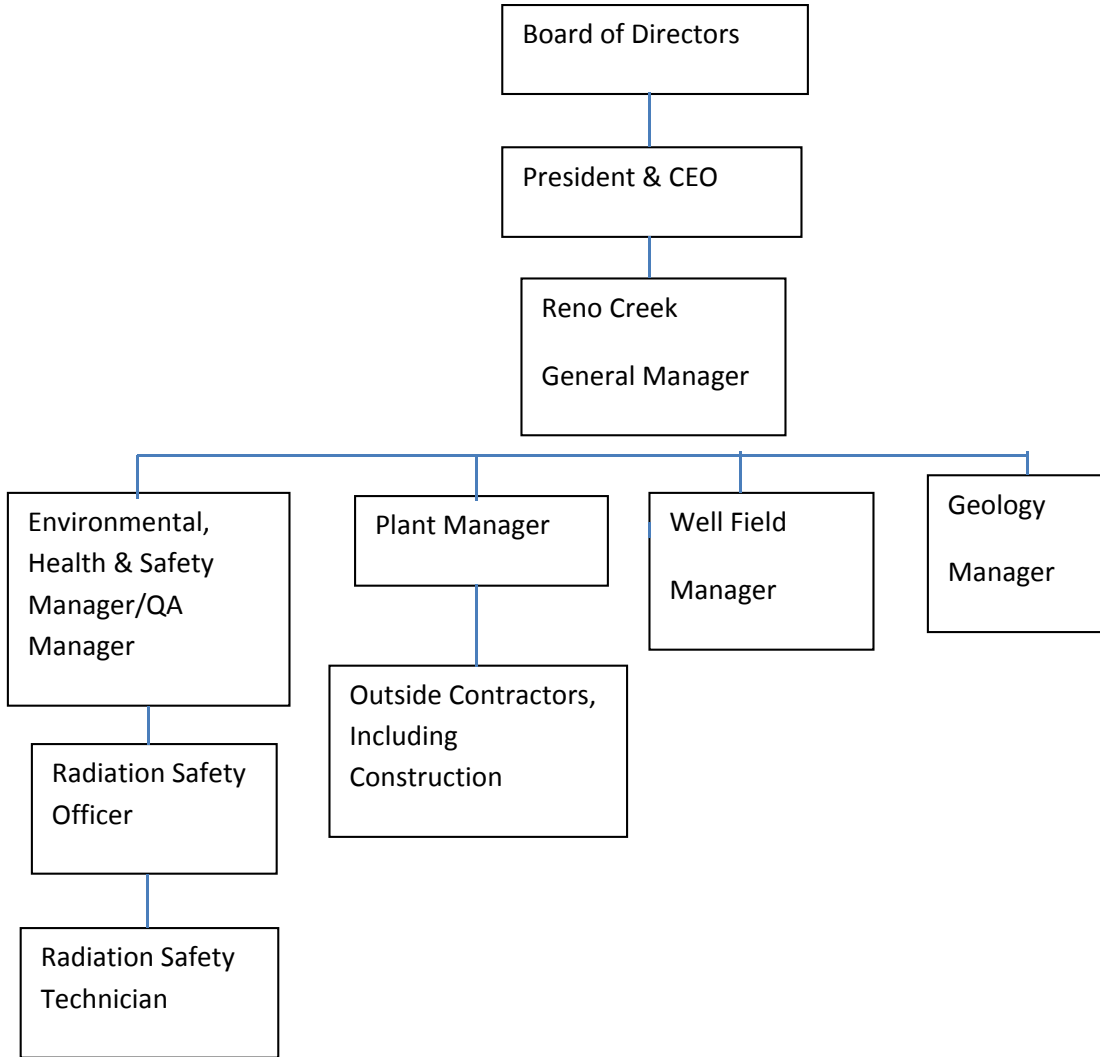 Board of Directors
President & CEO
Reno Creek
General Manager
Environmental,
Health & Safety
Manager/QA
Manager
Plant Manager
Well Field
Manager
Geology
Manager
Outside Contractors,
Including
Construction
Radiation Safety
Officer
Radiation Safety
Technician